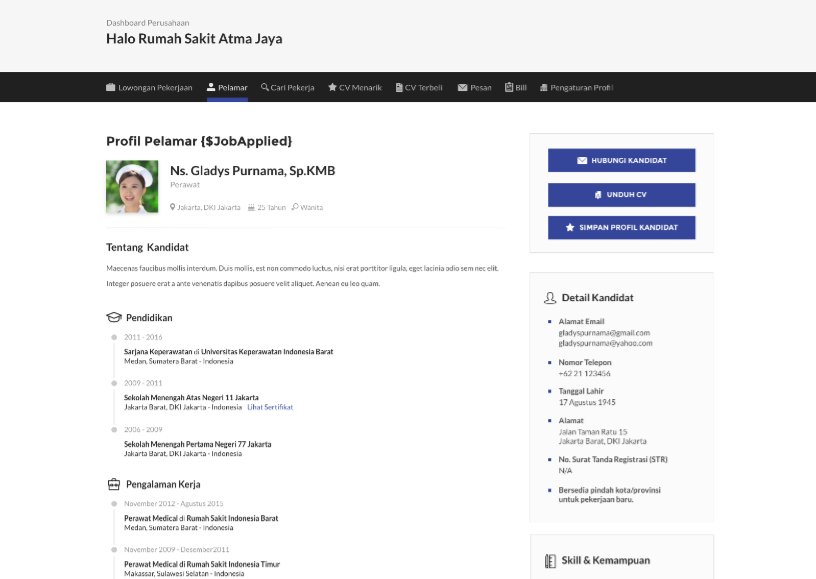 Dashboard Perusahaan
Halo Rumah Sakit Atma Jaya
Lowongan Pekerjaan Pelamar Cari Pekerja CV Menarik CV Terbeli Pesan Bill Pengaturan Profil
Profil Pelamar {$JobApplied}
Ns. Gladys Purnama, Sp.KMB
Perawat
Jakarta, DKI Jakarta 25 Tahun Wanita
Tentang Kandidat
Maecenas faucibus mollis interdum. Duis mollis, est non commodo luctus, nisi erat porttitor ligula, eget lacinia odio sem nec elit.
Integer posuere erat a ante venenatis dapibus posuere velit aliquet. Aenean eu leo quam.
Pendidikan
2011 - 2016
Sarjana Keperawatan di Universitas Keperawatan Indonesia Barat
Medan, Sumatera Barat - Indonesia
2009 - 2011
Sekolah Menengah Atas Negeri 11 Jakarta
Jakarta Barat, DKI Jakarta - Indonesia Lihat Sertifikat
2006 - 2009
Sekolah Menengah Pertama Negeri 77 Jakarta
Jakarta Barat, DKI Jakarta - Indonesia
Pengalaman Kerja
November 2012 - Agustus 2015
Perawat Medical di Rumah Sakit Indonesia Barat
Medan, Sumatera Barat - Indonesia
November 2009 - Desember2011
Perawat Medical di Rumah Sakit Indonesia Timur
Makassar, Sulawesi Selatan - Indonesia
HUBUNGI KANDIDAT
UNDUH CV
SIMPAN PROFIL KANDIDAT
Detail Kandidat
Alamat Email
gladyspurnama@gmail.com
gladyspurnama@yahoo.com
Nomor Telepon
+62 21 123456
Tanggal Lahir
17 Agustus 1945
Alamat
Jalan Taman Ratu 15
Jakarta Barat, DKI Jakarta
No. Surat Tanda Registrasi (STR)
N/A
Bersedia pindah kota/provinsi
untuk pekerjaan baru.
Skill & Kemampuan